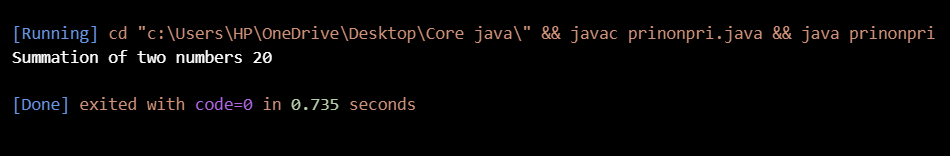 [Running] cd "c:\Users\HP\OneDrive\Desktop\Core java\" && javac prinonpri.java && java prinonpri
Summation of two numbers 20
[Done] exited with code=0 in 0.735 seconds